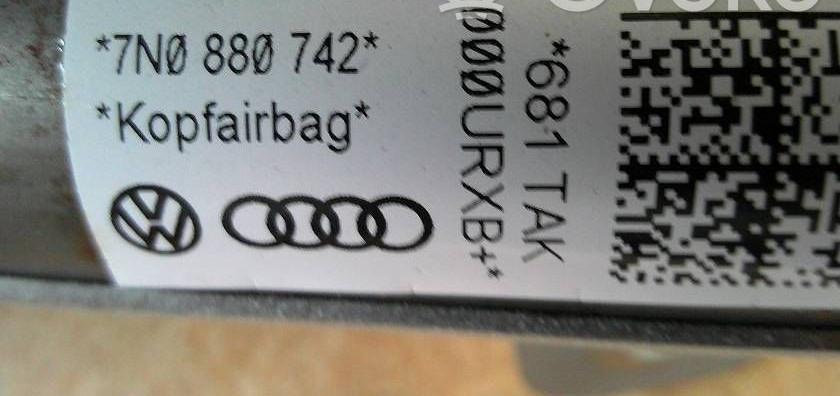 *7N0 880 742*
*Kopfairbag*
000URXB+*
*681 TAK